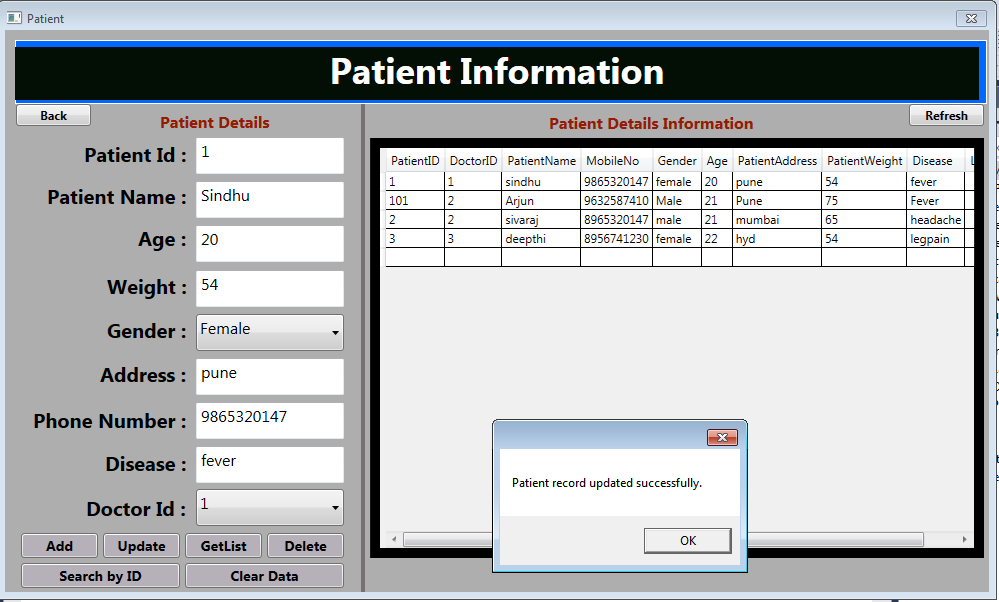 Patient
Patient Information
Back
Patient Details
Patient Id : 1
Patient Name : Sindhu
Age : 20
Weight : 54
Gender : Female
Address : pune
Phone Number : 9865320147
Disease : fever
Doctor Id : 1
Add Update GetList Delete
Search by ID Clear Data
Patient Details Information
Refresh
PatientID DoctorID PatientName MobileNo Gender Age PatientAddress PatientWeight Disease
1 1 sindhu 9865320147 female 20 pune 54 fever
101 2 Arjun 9632587410 Male 21 Pune 75 Fever
2 2 sivaraj 8965320147 male 21 mumbai 65 headache
3 3 deepthi 8956741230 female 22 hyd 54 legpain
Patient record updated successfully.
OK